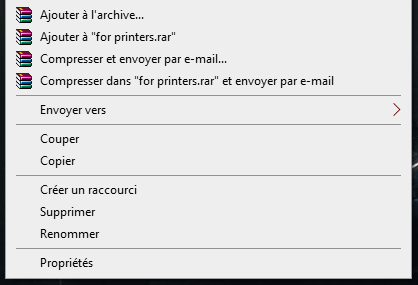 Ajouter à l'archive...
Ajouter à "for printers.rar"
Compresser et envoyer par e-mail...
Compresser dans "for printers.rar" et envoyer par e-mail
Envoyer vers
Couper
Copier
Créer un raccourci
Supprimer
Renommer
Propriétés